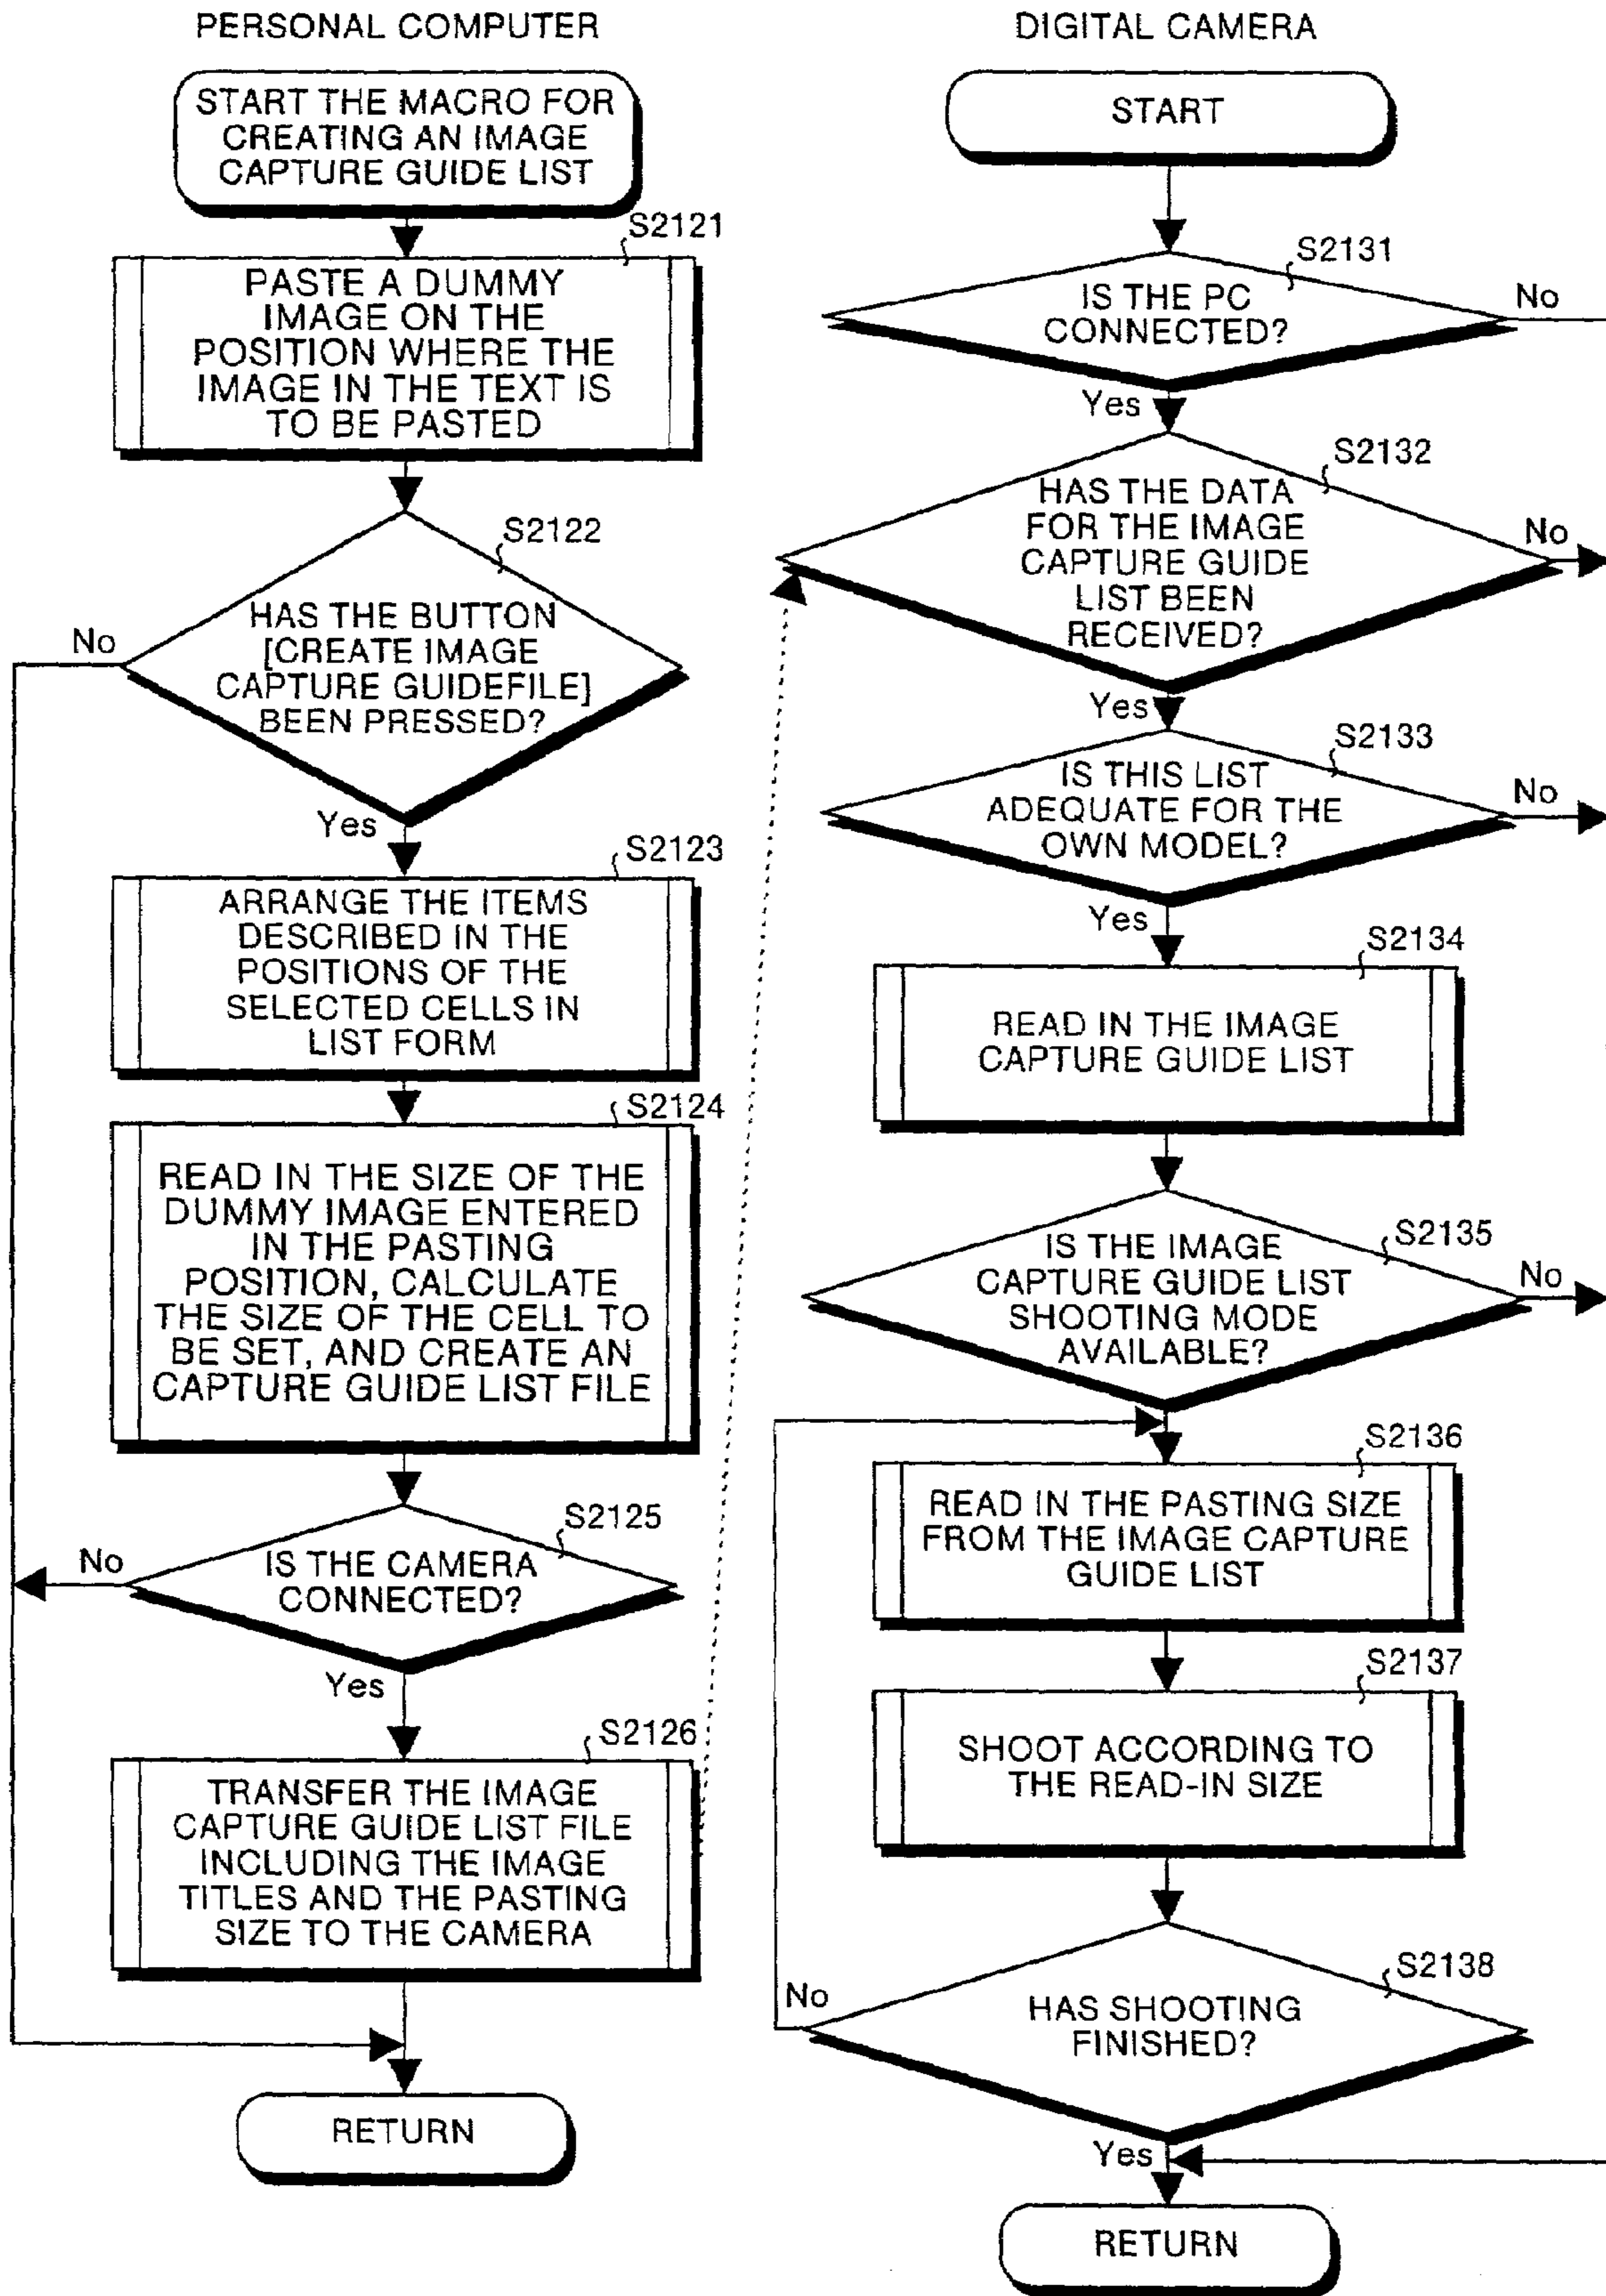 PERSONAL COMPUTER
START THE MACRO FOR
CREATING AN IMAGE
CAPTURE GUIDE LIST
S2121
PASTE A DUMMY
IMAGE ON THE
POSITION WHERE THE
IMAGE IN THE TEXT IS
TO BE PASTED
S2122
HAS THE BUTTON
[CREATE IMAGE
CAPTURE GUIDEFILE]
BEEN PRESSED?
No
Yes
S2123
ARRANGE THE ITEMS
DESCRIBED IN THE
POSITIONS OF THE
SELECTED CELLS IN
LIST FORM
S2124
READ IN THE SIZE OF THE
DUMMY IMAGE ENTERED
IN THE PASTING
POSITION, CALCULATE
THE SIZE OF THE CELL TO
BE SET, AND CREATE AN
CAPTURE GUIDE LIST FILE
S2125
No
IS THE CAMERA
CONNECTED?
Yes
S2126
TRANSFER THE IMAGE
CAPTURE GUIDE LIST FILE
INCLUDING THE IMAGE
TITLES AND THE PASTING
SIZE TO THE CAMERA
RETURN
DIGITAL CAMERA
START
S2131
IS THE PC
CONNECTED?
No
Yes
S2132
HAS THE DATA
FOR THE IMAGE
CAPTURE GUIDE
LIST BEEN
RECEIVED?
No
Yes
S2133
IS THIS LIST
ADEQUATE FOR THE
OWN MODEL?
No
Yes
S2134
READ IN THE IMAGE
CAPTURE GUIDE LIST
S2135
IS THE IMAGE
CAPTURE GUIDE LIST
SHOOTING MODE
AVAILABLE?
No
S2136
READ IN THE PASTING SIZE
FROM THE IMAGE CAPTURE
GUIDE LIST
S2137
SHOOT ACCORDING TO
THE READ-IN SIZE
S2138
No
HAS SHOOTING
FINISHED?
Yes
RETURN